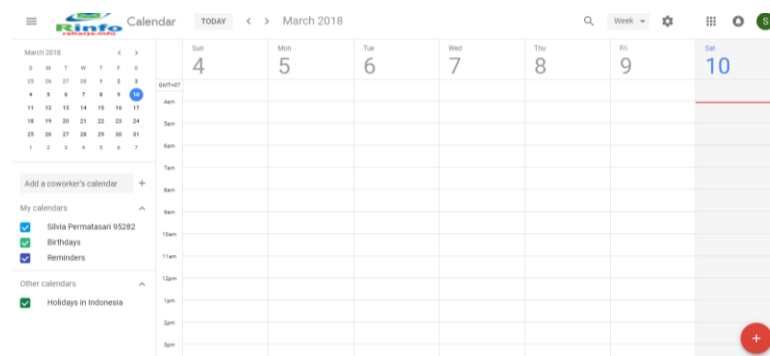 Rinfo
raharja.info
Calendar TODAY < > March 2018 Week S
March 2018 < >
S M T W T F S
25 26 27 28 1 2 3
4 5 6 7 8 9 10
11 12 13 14 15 16 17
18 19 20 21 22 23 24
25 26 27 28 29 30 31
1 2 3 4 5 6 7
Add a coworker's calendar +
My calendars
Silvia Permatasari 95282
Birthdays
Reminders
Other calendars
Holidays in Indonesia
Sun Mon Tue Wed Thu Fri Sat
4 5 6 7 8 9 10
GMT+07
4am
5am
6am
7am
8am
9am
10am
11am
12pm
1pm
2pm
3pm
+